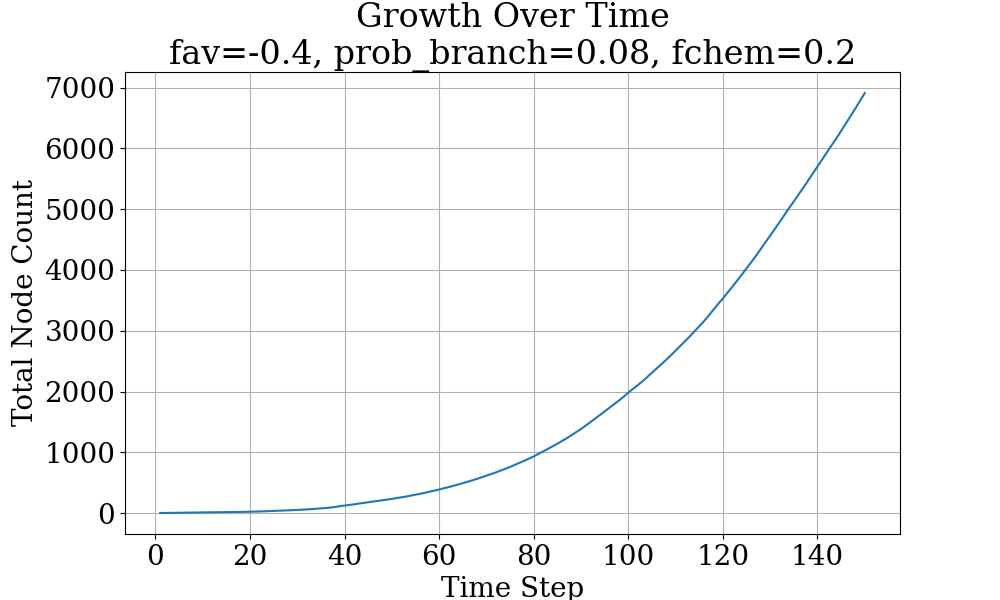 Growth Over Time
fav=-0.4, prob_branch=0.08, fchem=0.2
7000
6000
5000
4000
3000
2000
1000
0
Total Node Count
0 20 40 60 80 100 120 140
Time Step